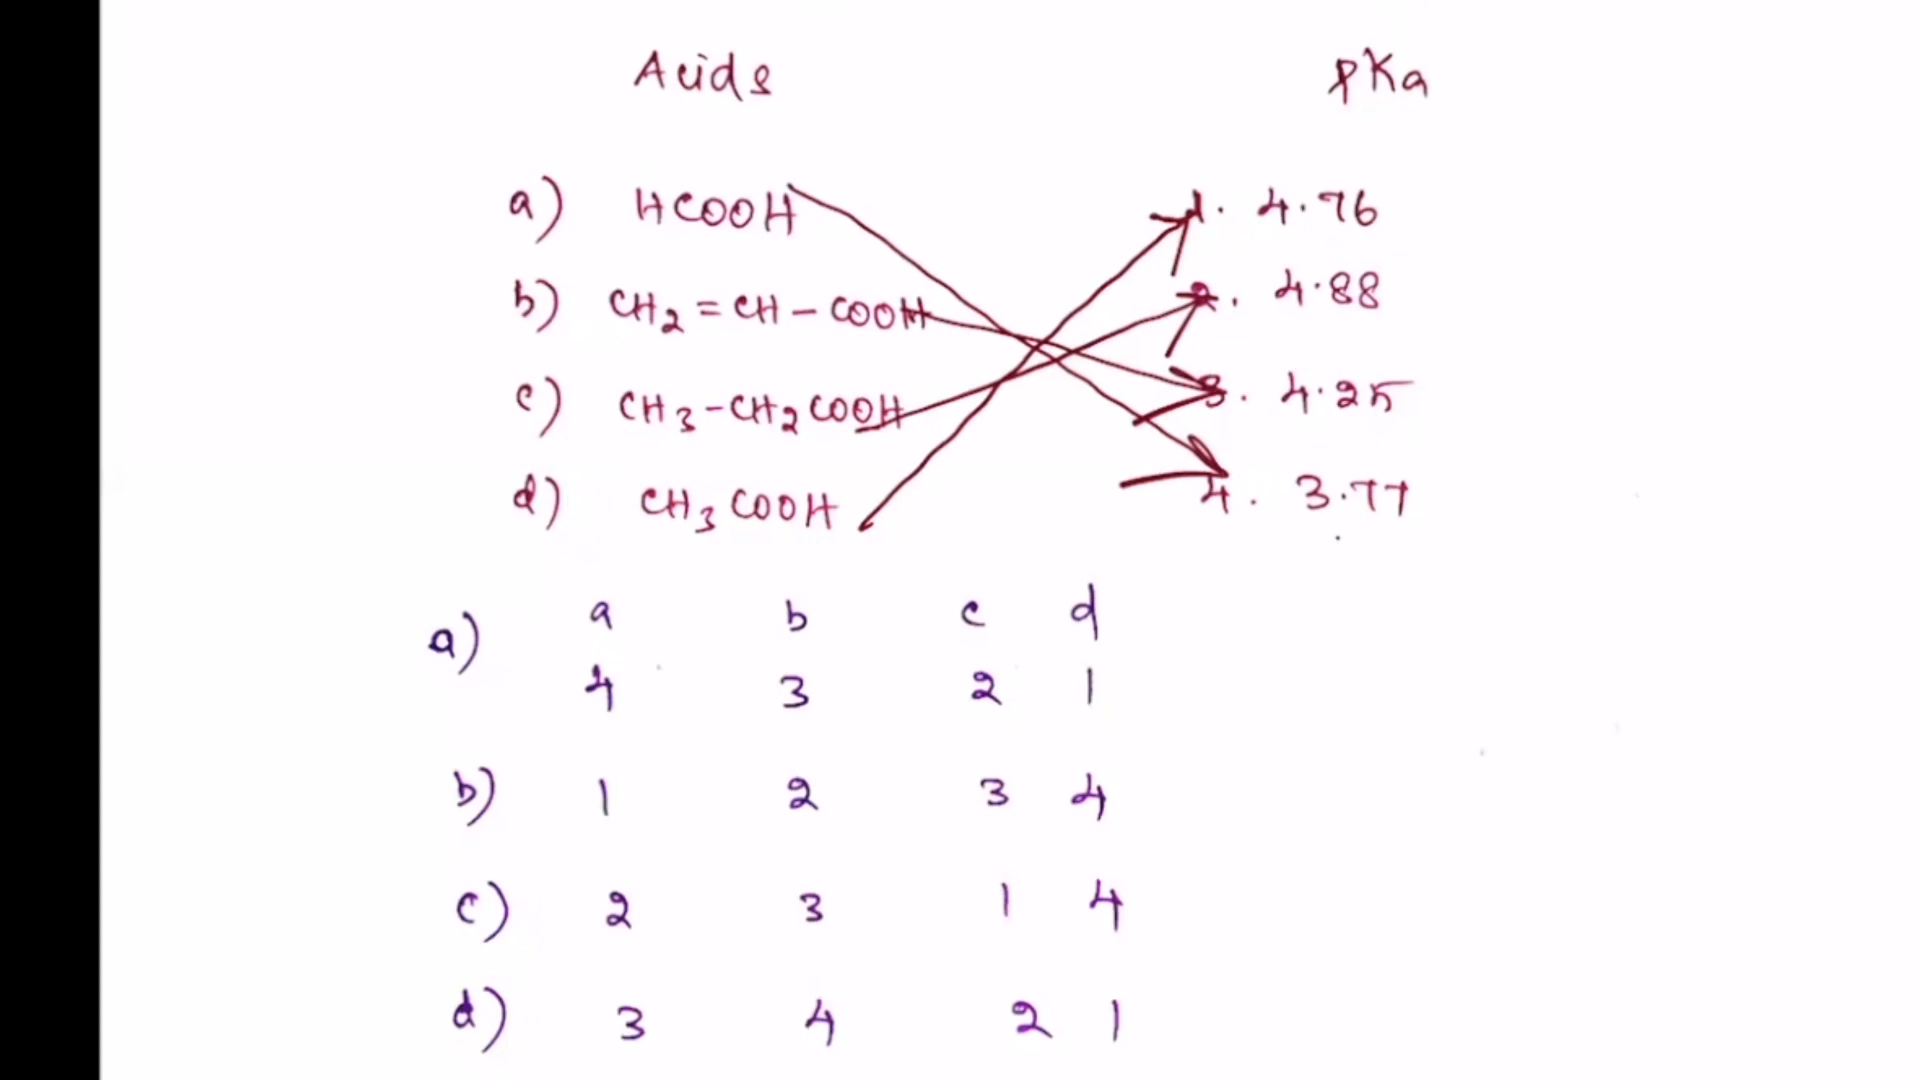 Acids pKa
a) HCOOH 1. 4.76
b) CH2 = CH - COOH 2. 4.88
c) CH3-CH2COOH 3. 4.25
d) CH3COOH 4. 3.77
a b c d
a) 4 3 2 1
b) 1 2 3 4
c) 2 3 1 4
d) 3 4 2 1